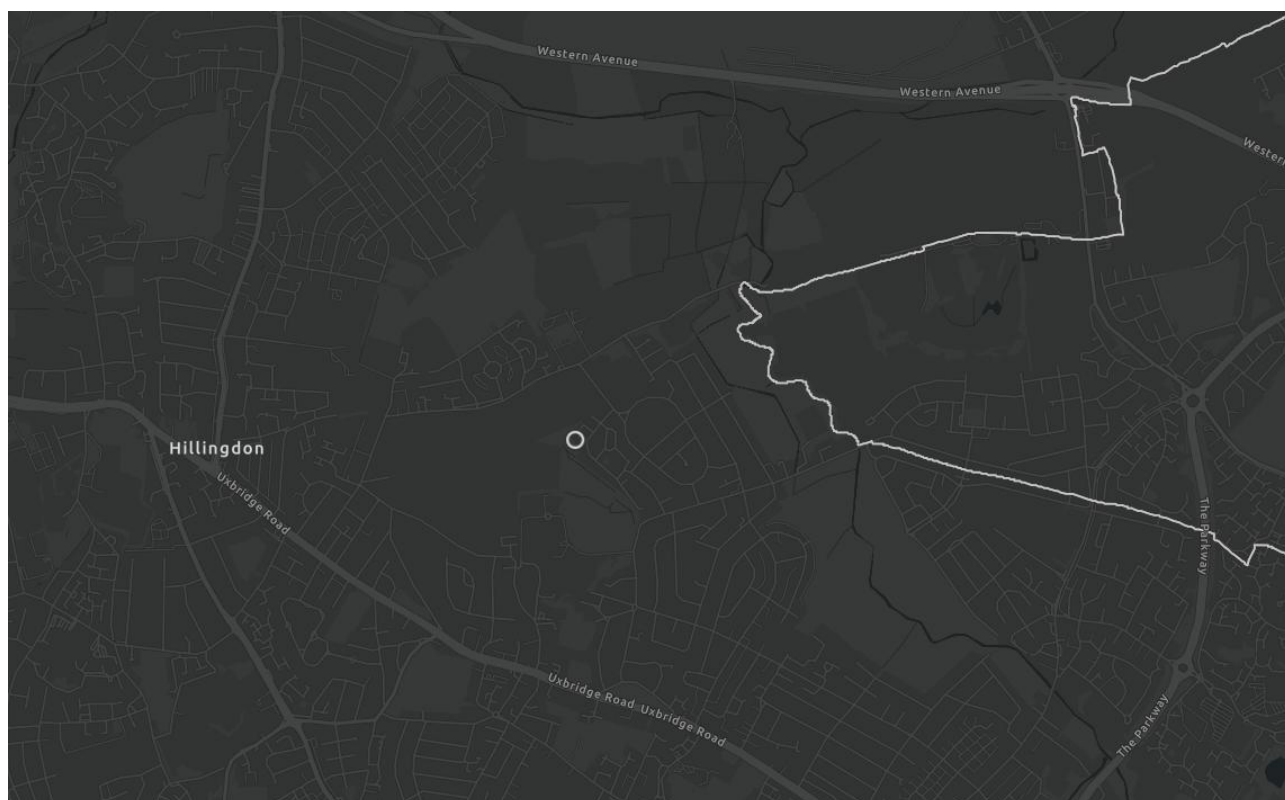 Western Avenue
Western Avenue
Western
Hillingdon
Uxbridge Road
The Parkway
Uxbridge Road Uxbridge Road
The Parkway